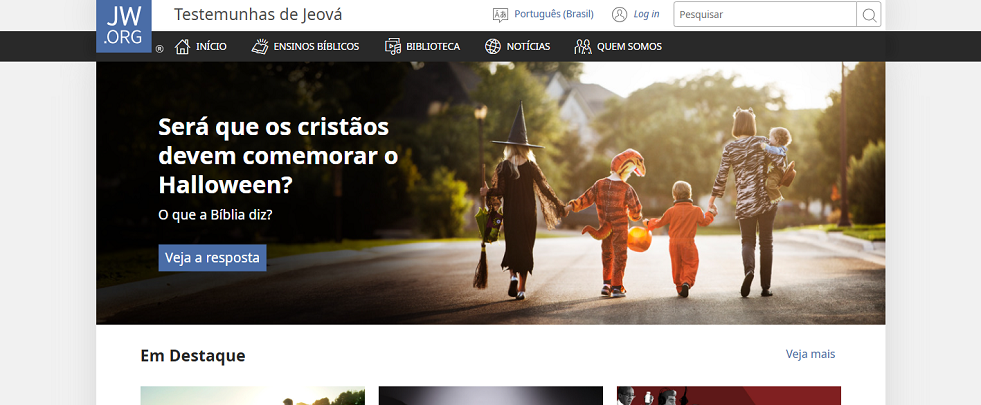 JW
.ORG
®
Testemunhas de Jeová
Português (Brasil)
Log in
Pesquisar
INÍCIO
ENSINOS BÍBLICOS
BIBLIOTECA
NOTÍCIAS
QUEM SOMOS
Será que os cristãos
devem comemorar o
Halloween?
O que a Bíblia diz?
Veja a resposta
Em Destaque
Veja mais